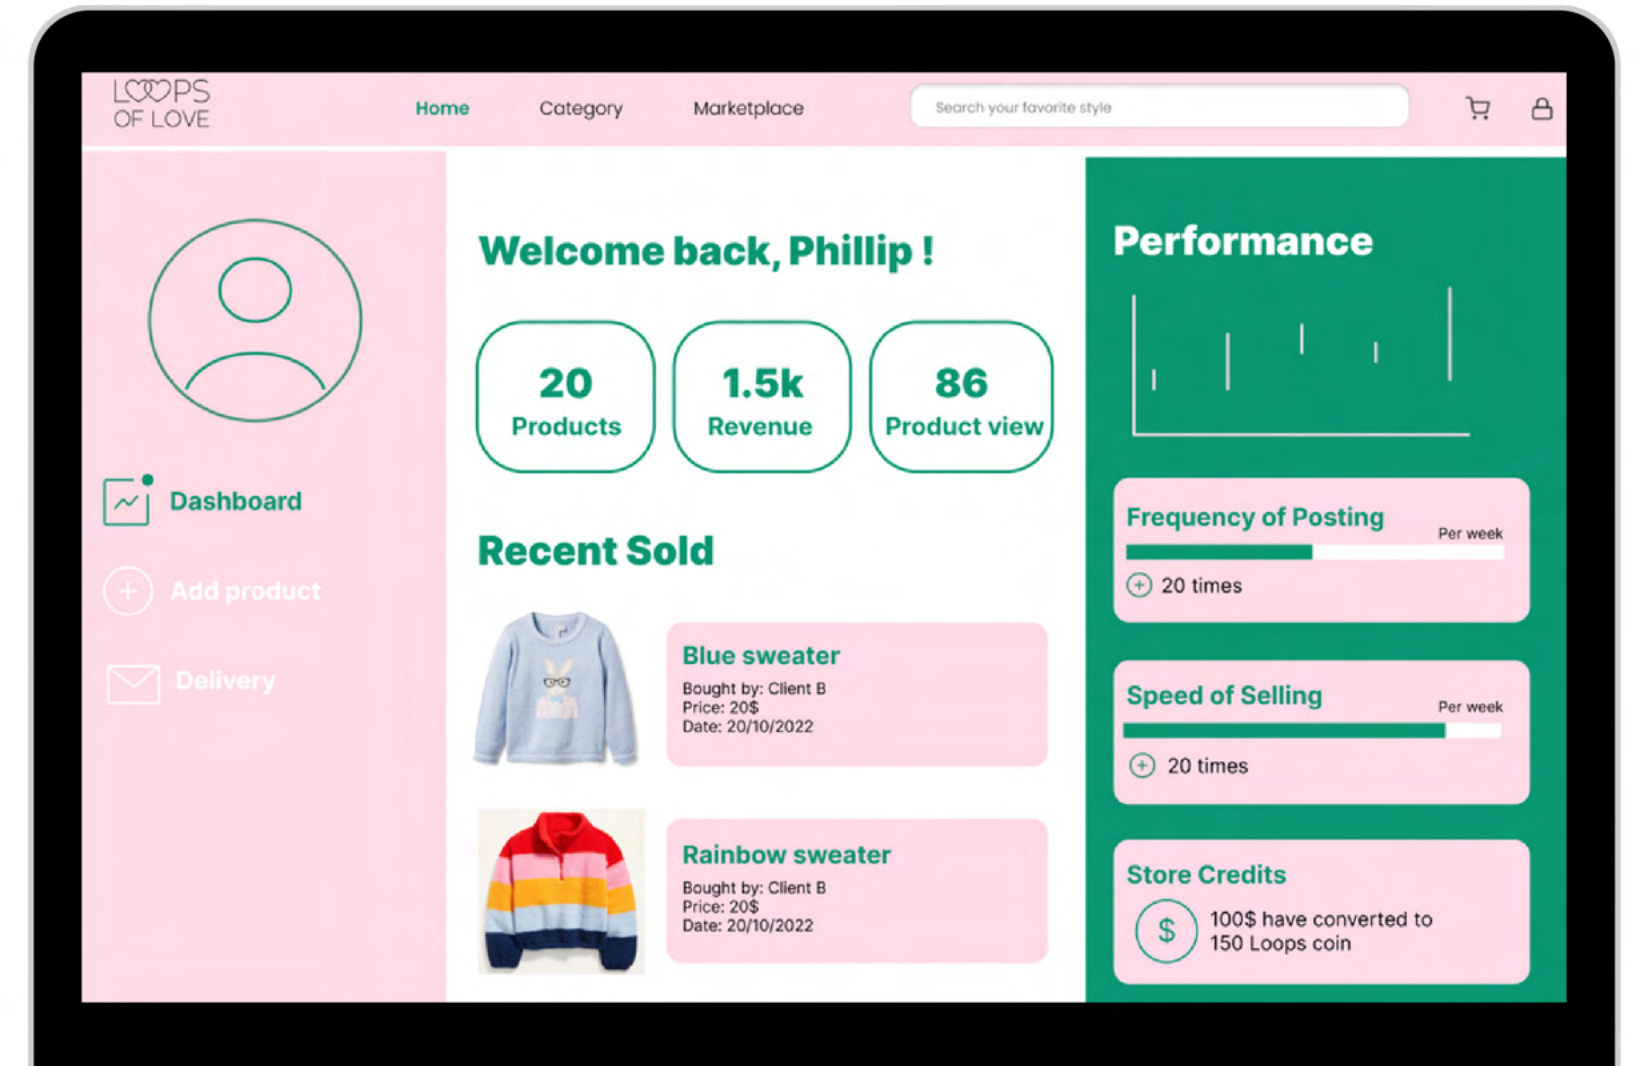 LOOPS
OF LOVE
Home
Category
Marketplace
Search your favorite style
Dashboard
Add product
Delivery
Welcome back, Phillip !
20
Products
1.5k
Revenue
86
Product view
Recent Sold
Blue sweater
Bought by: Client B
Price: 20$
Date: 20/10/2022
Rainbow sweater
Bought by: Client B
Price: 20$
Date: 20/10/2022
Performance
Frequency of Posting
Per week
20 times
Speed of Selling
Per week
20 times
Store Credits
$
100$ have converted to
150 Loops coin